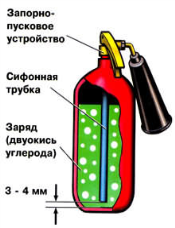 Запорно-
пусковое
устройство
Сифонная
трубка
Заряд
(двуокись
углерода)
3 - 4 мм